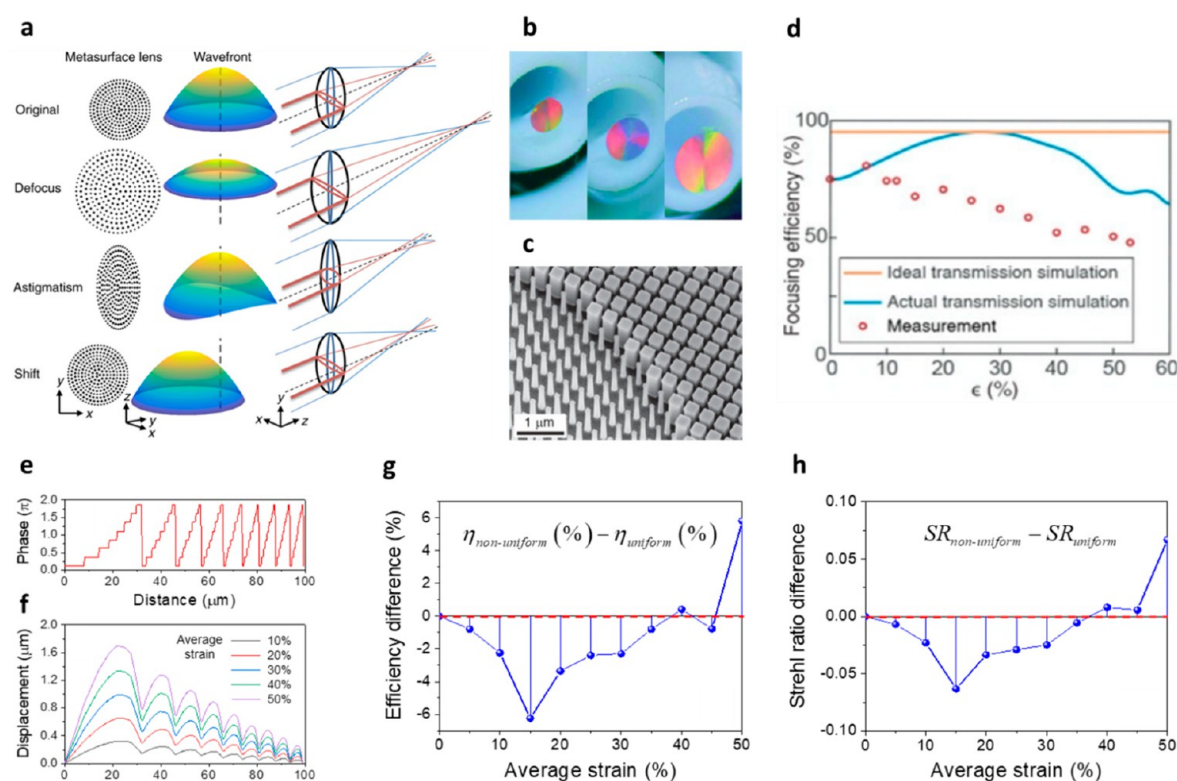 a
Metasurface lens
Wavefront
Original
Defocus
Astigmatism
Shift
y
x
z
y
x
y
x
z
b
c
1 µm
d
Focusing efficiency (%)
100
50
0
0 10 20 30 40 50 60
ϵ (%)
Ideal transmission simulation
Actual transmission simulation
Measurement
e
Phase (π)
2.0
1.5
1.0
0.5
0.0
0 20 40 60 80 100
Distance (µm)
f
Displacement (µm)
2.0
1.6
1.2
0.8
0.4
0.0
Average
strain
10%
20%
30%
40%
50%
0 20 40 60 80 100
g
η non-uniform (%) – η uniform (%)
Efficiency difference (%)
6
4
2
0
-2
-4
-6
0 10 20 30 40 50
Average strain (%)
h
SR non-uniform – SR uniform
Strehl ratio difference
0.10
0.05
0.00
-0.05
-0.10
0 10 20 30 40 50
Average strain (%)